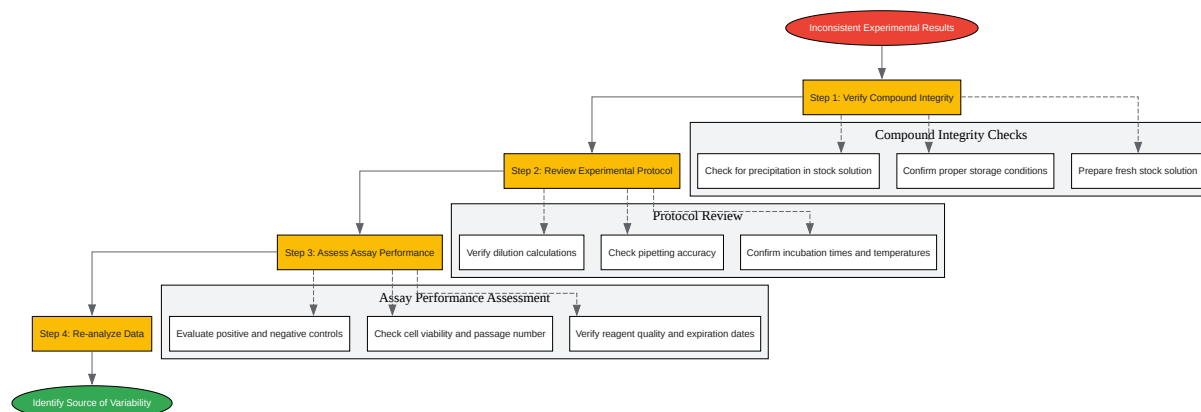 Inconsistent Experimental Results
Step 1: Verify Compound Integrity
Compound Integrity Checks
Check for precipitation in stock solution
Confirm proper storage conditions
Prepare fresh stock solution
Step 2: Review Experimental Protocol
Protocol Review
Verify dilution calculations
Check pipetting accuracy
Confirm incubation times and temperatures
Step 3: Assess Assay Performance
Assay Performance Assessment
Evaluate positive and negative controls
Check cell viability and passage number
Verify reagent quality and expiration dates
Step 4: Re-analyze Data
Identify Source of Variability